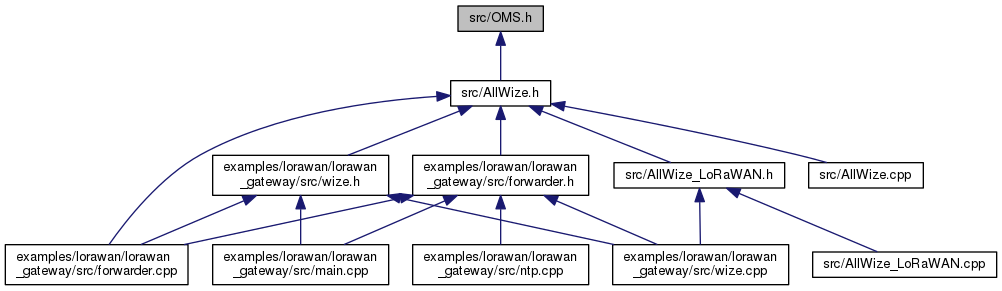 src/OMS.h
src/AllWize.h
examples/lorawan/lorawan
_gateway/src/wize.h
examples/lorawan/lorawan
_gateway/src/forwarder.h
src/AllWize_LoRaWAN.h
src/AllWize.cpp
examples/lorawan/lorawan
_gateway/src/forwarder.cpp
examples/lorawan/lorawan
_gateway/src/main.cpp
examples/lorawan/lorawan
_gateway/src/ntp.cpp
examples/lorawan/lorawan
_gateway/src/wize.cpp
src/AllWize_LoRaWAN.cpp